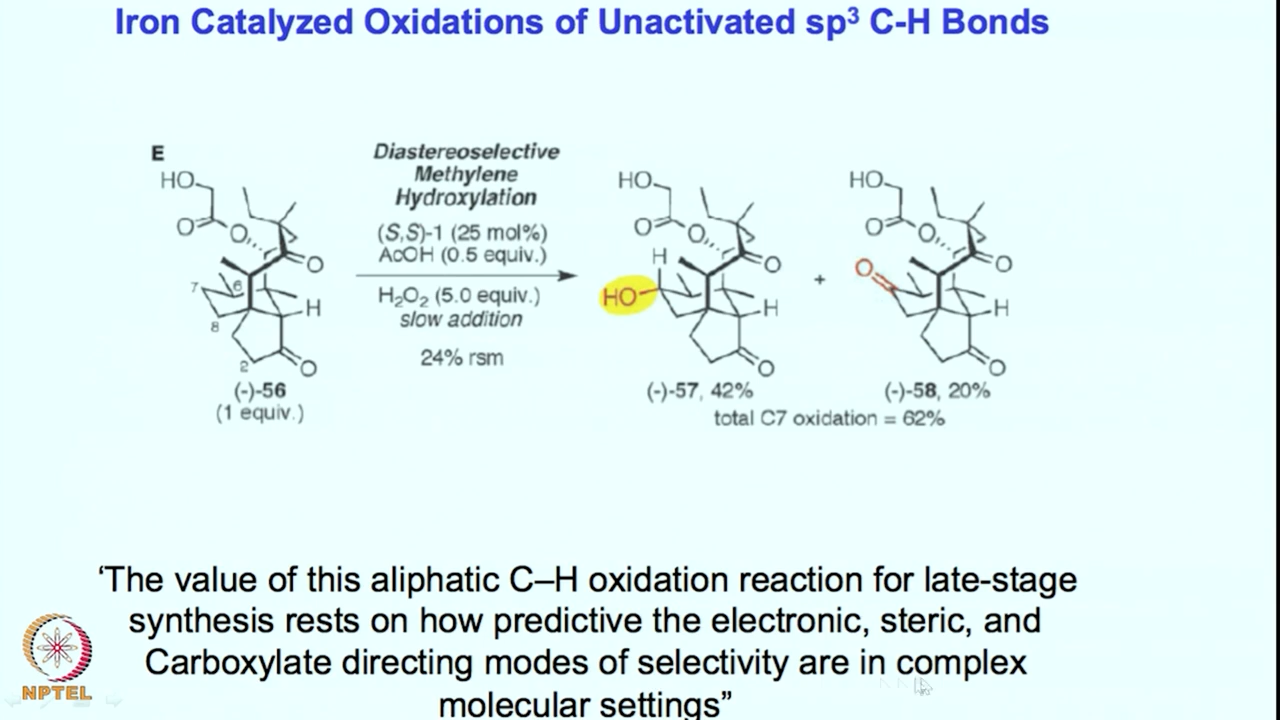 Iron Catalyzed Oxidations of Unactivated sp³ C-H Bonds
E
Diastereoselective
Methylene
Hydroxylation
(S,S)-1 (25 mol%)
AcOH (0.5 equiv.)
H₂O₂ (5.0 equiv.)
slow addition
24% rsm
HO
O
O
O
7
6
H
8
2
O
(-)-56
(1 equiv.)
HO
O
O
H
O
HO
H
O
(-)-57, 42%
+
HO
O
O
O
O
H
O
(-)-58, 20%
total C7 oxidation = 62%
‘The value of this aliphatic C–H oxidation reaction for late-stage
synthesis rests on how predictive the electronic, steric, and
Carboxylate directing modes of selectivity are in complex
molecular settings”
NPTEL